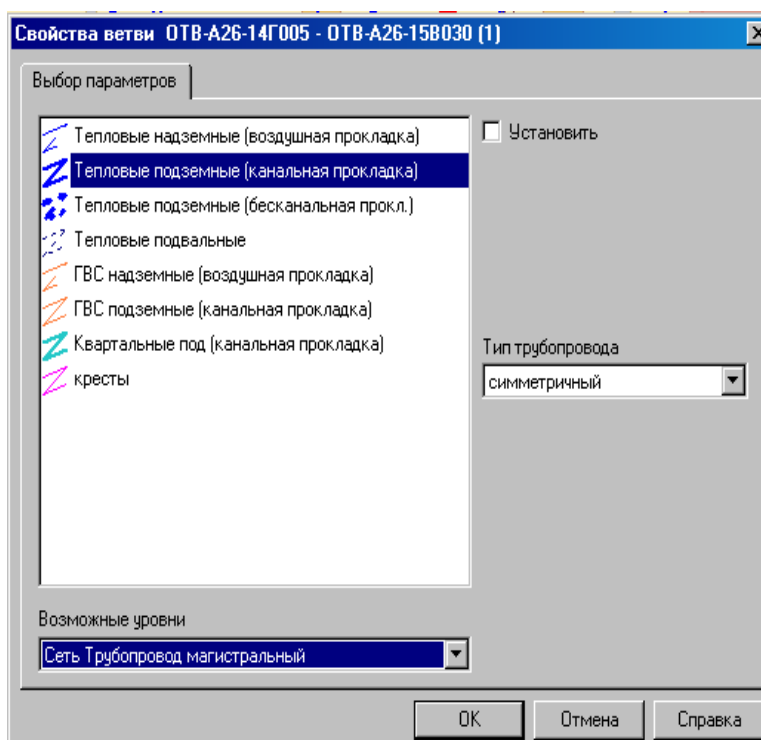 Свойства ветви ОТВ-А26-14Г005 - ОТВ-А26-15В030 (1)
Выбор параметров
Тепловые надземные (воздушная прокладка)
Тепловые подземные (канальная прокладка)
Тепловые подземные (бесканальная прокл.)
Тепловые подвальные
ГВС надземные (воздушная прокладка)
ГВС подземные (канальная прокладка)
Квартальные под (канальная прокладка)
кресты
Установить
Тип трубопровода
симметричный
Возможные уровни
Сеть Трубопровод магистральный
OK
Отмена
Справка